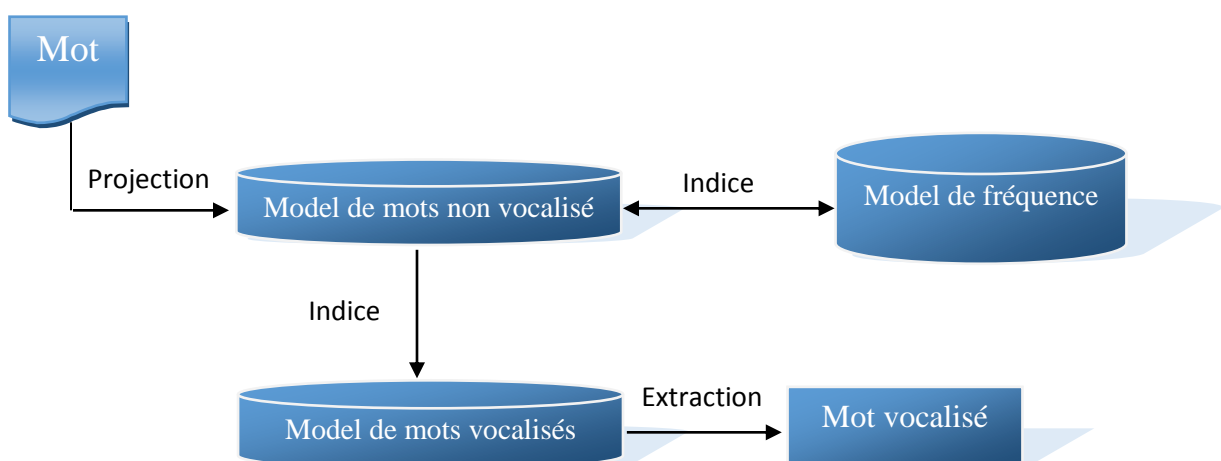 Mot
Projection
Model de mots non vocalisé
Indice
Model de fréquence
Indice
Model de mots vocalisés
Extraction
Mot vocalisé